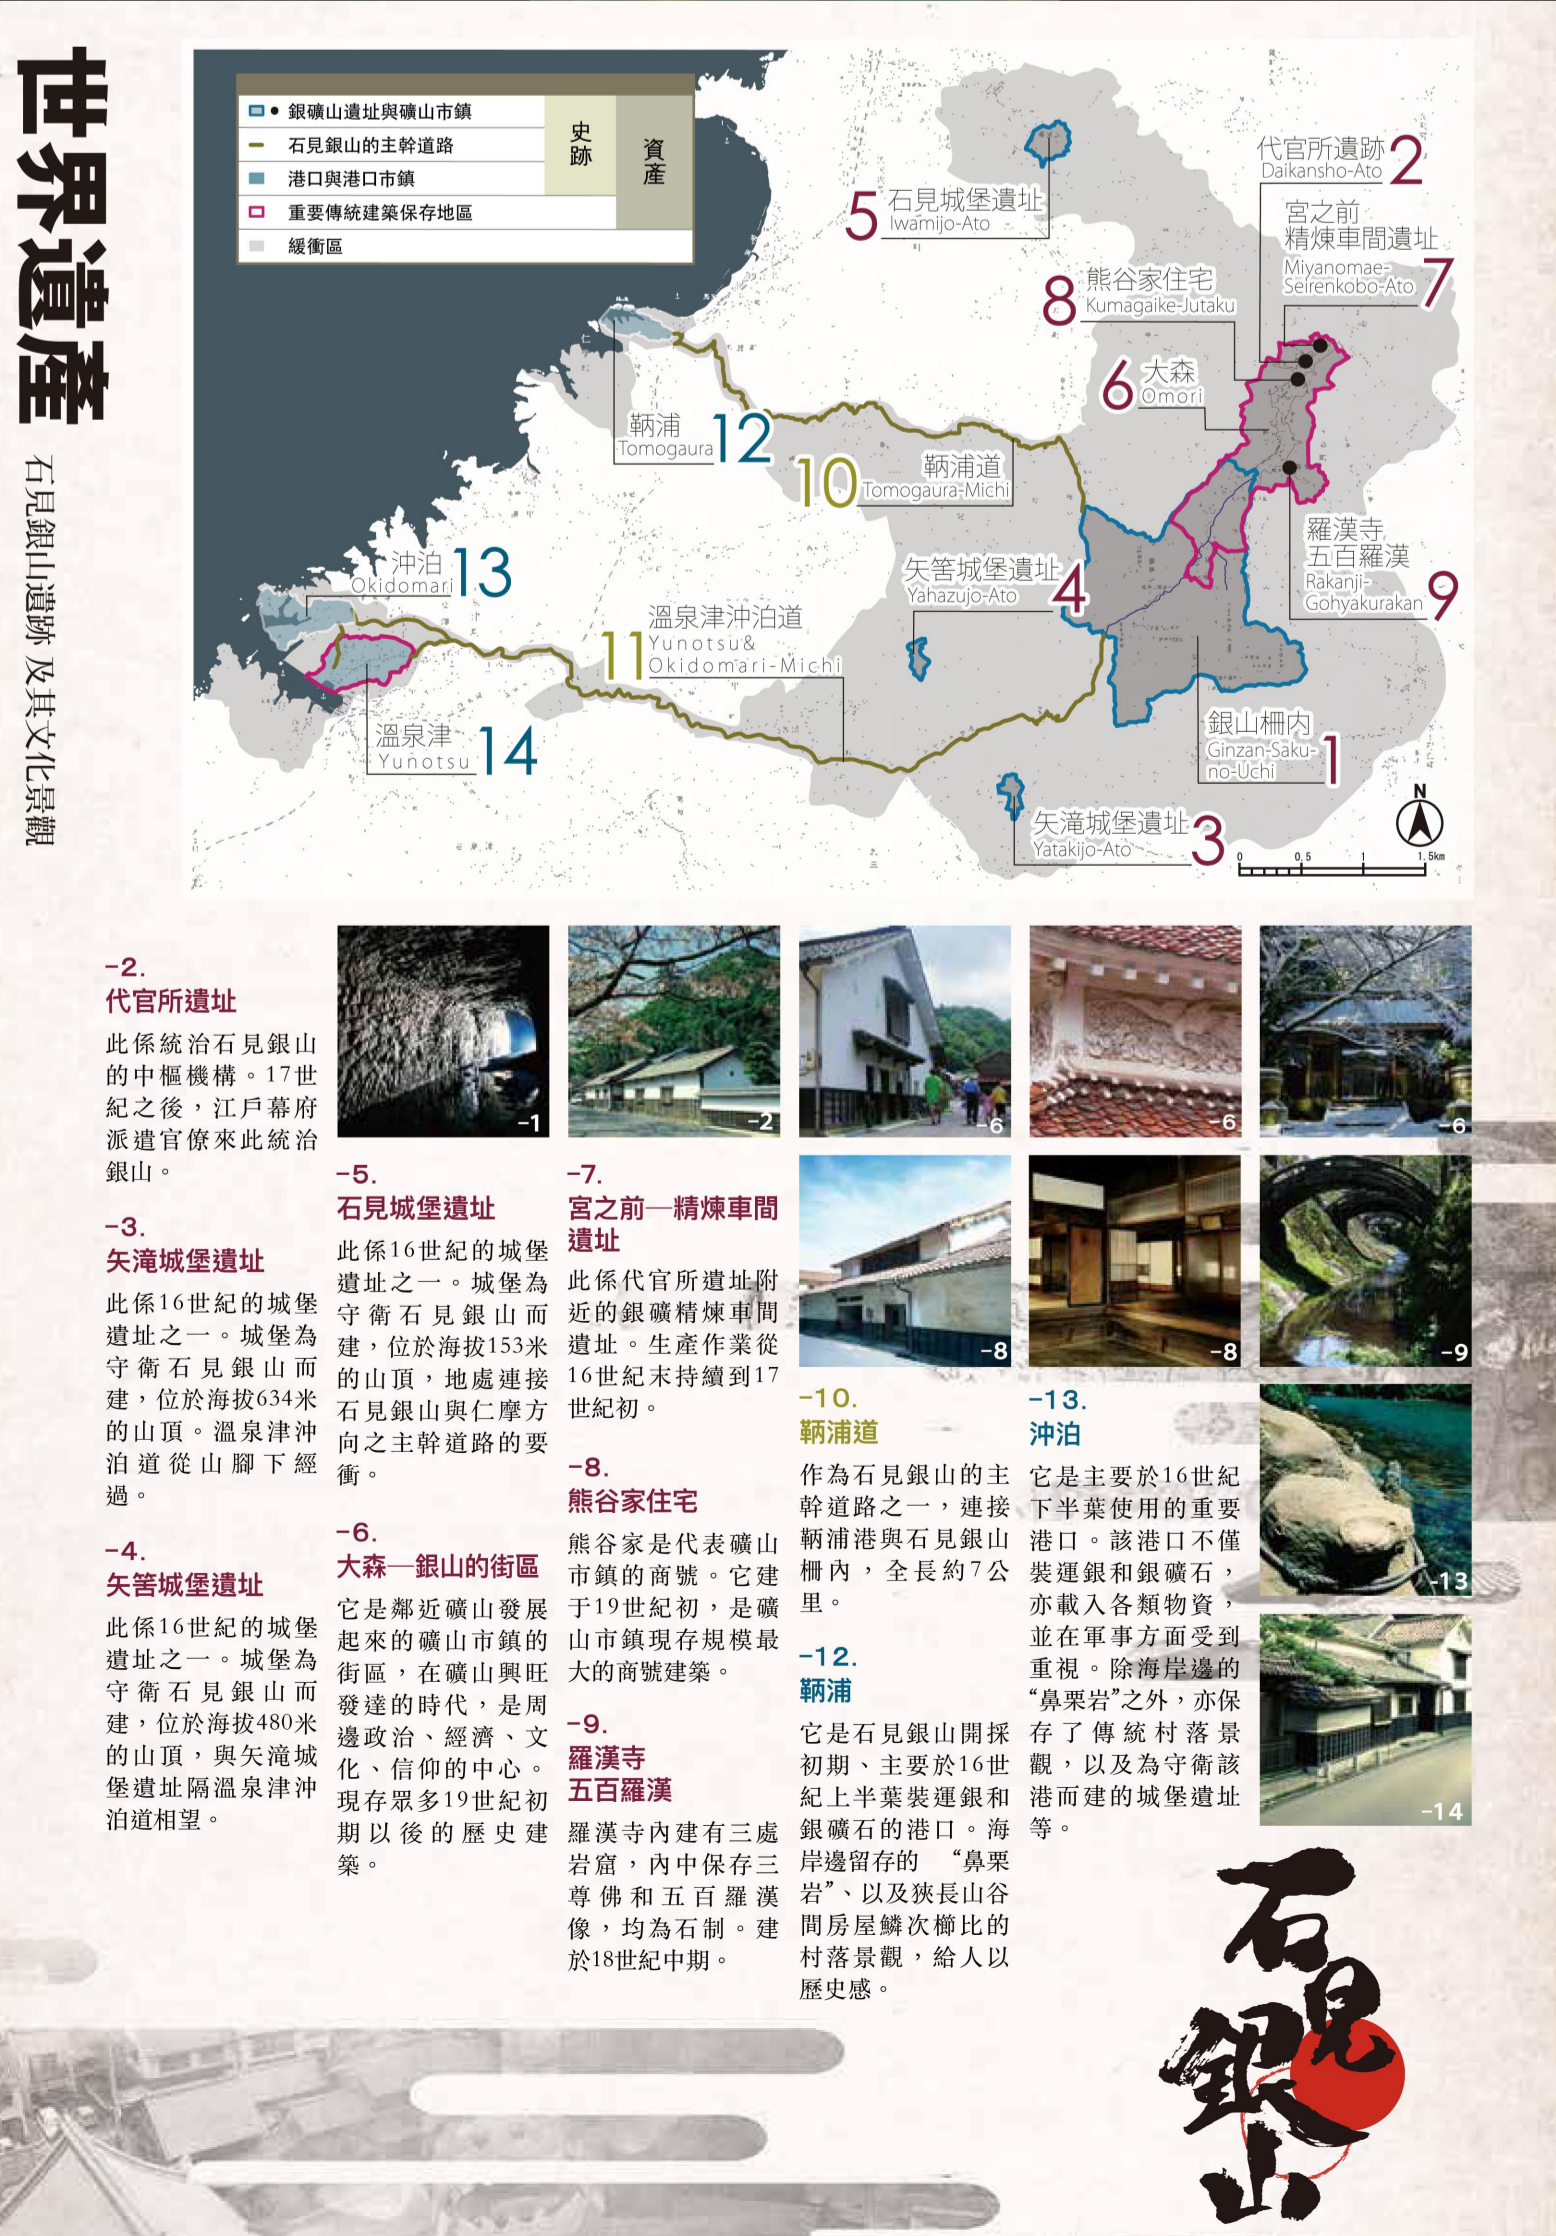 世界遺產
石見銀山遺跡 及其文化景觀
銀礦山遺址與礦山市鎮
石見銀山的主幹道路
港口與港口市鎮
重要傳統建築保存地區
緩衝區
史跡
資產
代官所遺跡
Daikansho-Ato
2
5
石見城堡遺址
Iwamijo-Ato
宮之前
精煉車間遺址
Miyanomae-
Seirenkobo-Ato
7
8
熊谷家住宅
Kumagaike-Jutaku
6
大森
Omori
鞆浦
Tomogaura
12
10
鞆浦道
Tomogaura-Michi
羅漢寺
五百羅漢
Rakanji-
Gohyakurakan
9
沖泊
Okidomari
13
矢筈城堡遺址
Yahazujo-Ato
4
11
溫泉津沖泊道
Yunotsu&
Okidomari-Michi
溫泉津
Yunotsu
14
銀山柵内
Ginzan-Saku-
no-Uchi
1
矢滝城堡遺址
Yatakijo-Ato
3
N
0 0.5 1 1.5km
-2.
代官所遺址
此係統治石見銀山
的中樞機構。17世
紀之後，江戶幕府
派遣官僚來此統治
銀山。
-3.
矢滝城堡遺址
此係16世紀的城堡
遺址之一。城堡為
守衛石見銀山而
建，位於海拔634米
的山頂。溫泉津沖
泊道從山腳下經
過。
-4.
矢筈城堡遺址
此係16世紀的城堡
遺址之一。城堡為
守衛石見銀山而
建，位於海拔480米
的山頂，與矢滝城
堡遺址隔溫泉津沖
泊道相望。
-1
-2
-6
-6
-6
-5.
石見城堡遺址
此係16世紀的城堡
遺址之一。城堡為
守衛石見銀山而
建，位於海拔153米
的山頂，地處連接
石見銀山與仁摩方
向之主幹道路的要
衝。
-6.
大森─銀山的街區
它是鄰近礦山發展
起來的礦山市鎮的
街區，在礦山興旺
發達的時代，是周
邊政治、經濟、文
化、信仰的中心。
現存眾多19世紀初
期以後的歷史建
築。
-7.
宮之前─精煉車間
遺址
此係代官所遺址附
近的銀礦精煉車間
遺址。生產作業從
16世紀末持續到17
世紀初。
-8.
熊谷家住宅
熊谷家是代表礦山
市鎮的商號。它建
于19世紀初，是礦
山市鎮現存規模最
大的商號建築。
-9.
羅漢寺
五百羅漢
羅漢寺內建有三處
岩窟，內中保存三
尊佛和五百羅漢
像，均為石制。建
於18世紀中期。
-8
-8
-9
-10.
鞆浦道
作為石見銀山的主
幹道路之一，連接
鞆浦港與石見銀山
柵內，全長約7公
里。
-12.
鞆浦
它是石見銀山開採
初期、主要於16世
紀上半葉裝運銀和
銀礦石的港口。海
岸邊留存的 “鼻栗
岩”、以及狹長山谷
間房屋鱗次櫛比的
村落景觀，給人以
歷史感。
-13.
沖泊
它是主要於16世紀
下半葉使用的重要
港口。該港口不僅
裝運銀和銀礦石，
亦載入各類物資，
並在軍事方面受到
重視。除海岸邊的
“鼻栗岩”之外，亦保
存了傳統村落景
觀，以及為守衛該
港而建的城堡遺址
等。
-13
-14
石見銀山